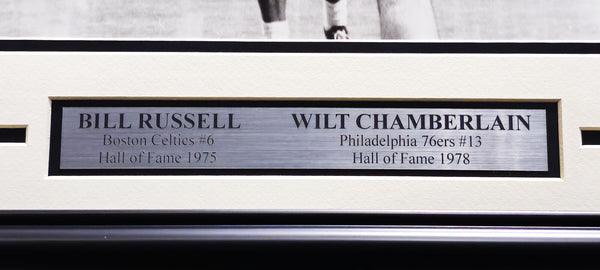 BILL RUSSELL
Boston Celtics #6
Hall of Fame 1975
WILT CHAMBERLAIN
Philadelphia 76ers #13
Hall of Fame 1978